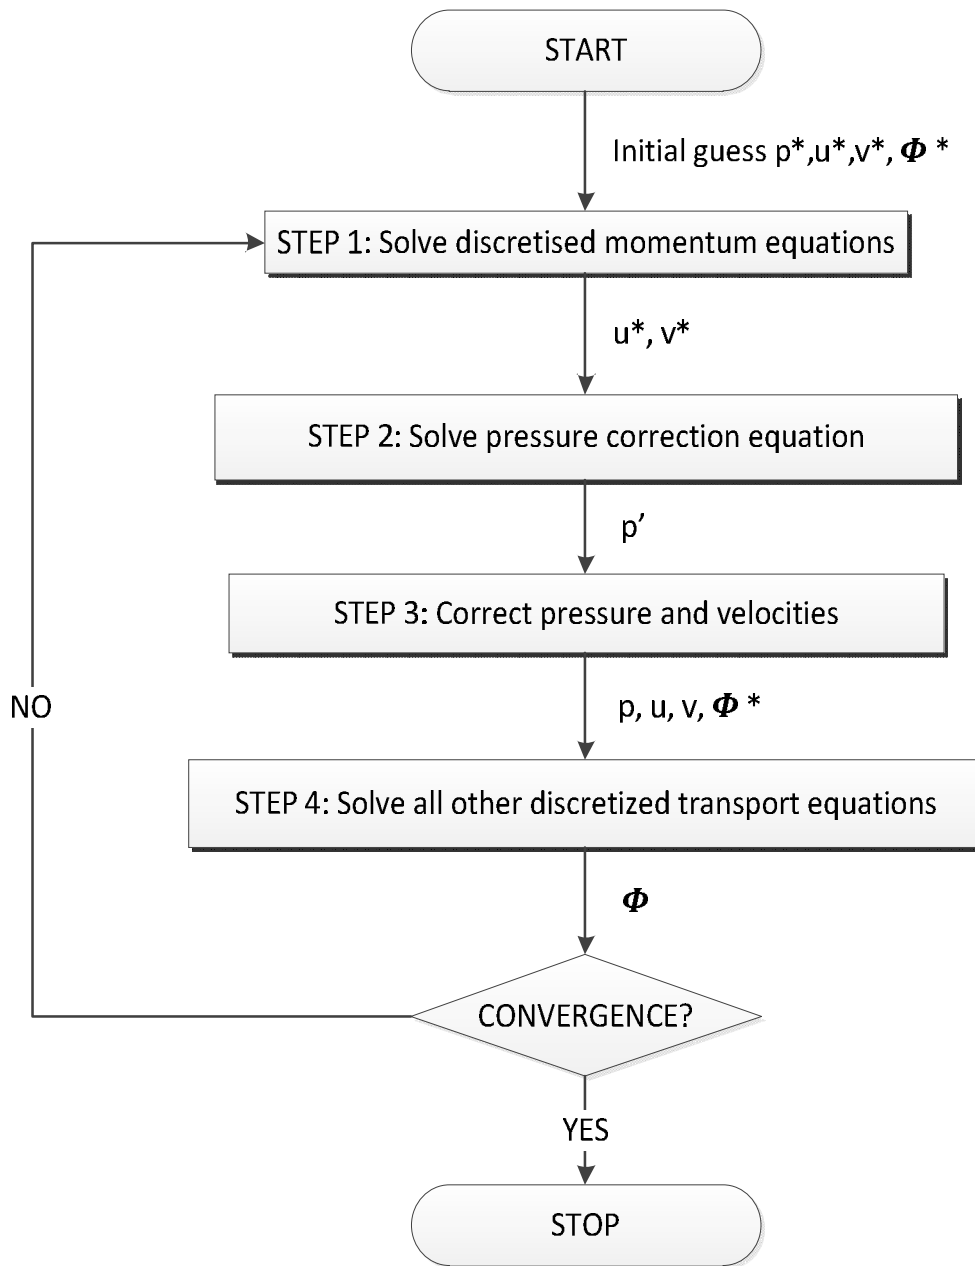 START
Initial guess p*,u*,v*, Φ *
STEP 1: Solve discretised momentum equations
u*, v*
STEP 2: Solve pressure correction equation
p’
STEP 3: Correct pressure and velocities
NO
p, u, v, Φ *
STEP 4: Solve all other discretized transport equations
Φ
CONVERGENCE?
YES
STOP